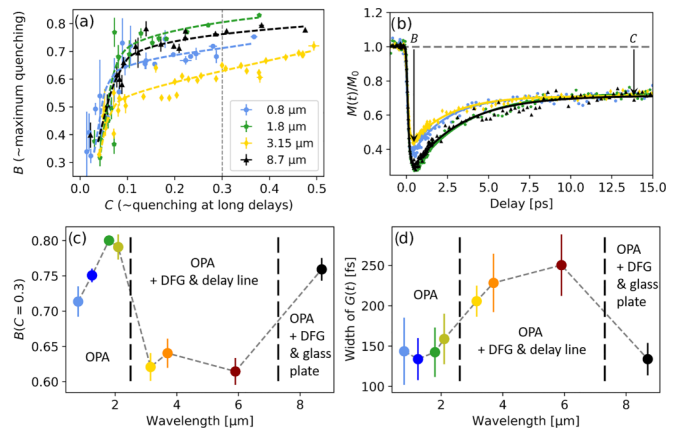 (a)
B (~maximum quenching)
0.8
0.7
0.6
0.5
0.4
0.3
0.0
0.1
0.2
0.3
0.4
0.5
C (~quenching at long delays)
0.8 μm
1.8 μm
3.15 μm
8.7 μm
(b)
M(t)/M₀
1.2
1.0
0.8
0.6
0.4
B
C
0.0
2.5
5.0
7.5
10.0
12.5
15.0
Delay [ps]
(c)
B(C = 0.3)
0.80
0.75
0.70
0.65
0.60
OPA
+ DFG & delay line
OPA
OPA
+ DFG
& glass
plate
2
4
6
8
Wavelength [μm]
(d)
Width of G(t) [fs]
250
200
150
100
OPA
OPA
+ DFG & delay line
OPA
+ DFG
& glass
plate
2
4
6
8
Wavelength [μm]